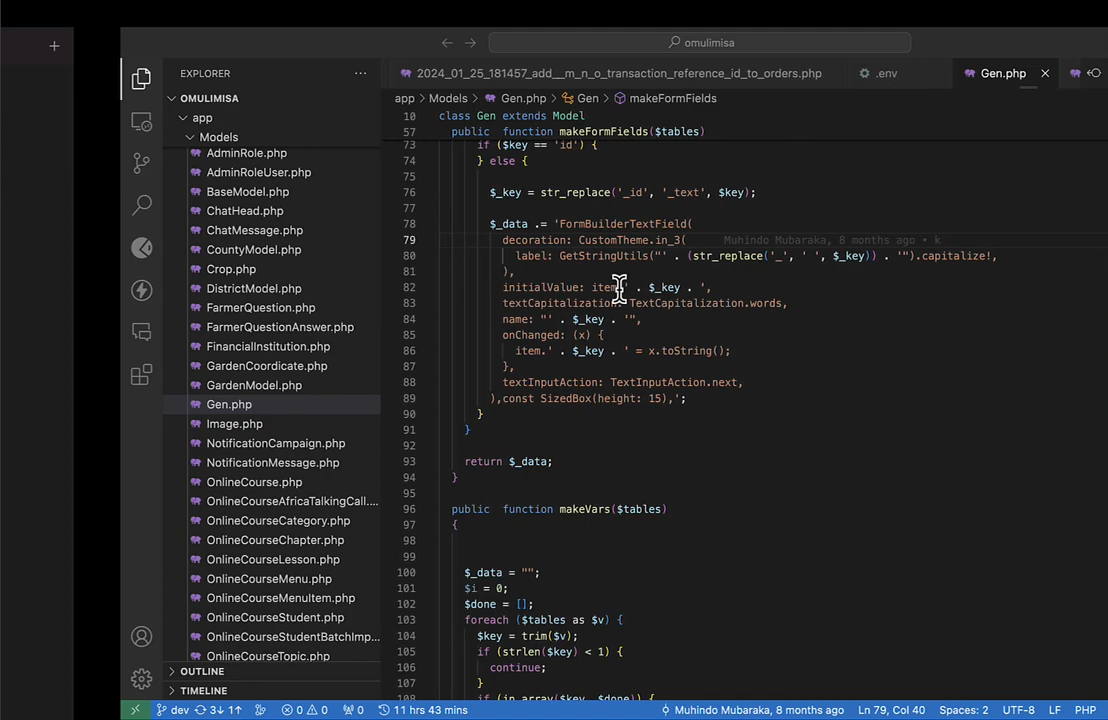 omulimisa
EXPLORER
OMULIMISA
app
Models
AdminRole.php
AdminRoleUser.php
BaseModel.php
ChatHead.php
ChatMessage.php
CountyModel.php
Crop.php
DistrictModel.php
FarmerQuestion.php
FarmerQuestionAnswer.php
FinancialInstitution.php
GardenCoordicate.php
GardenModel.php
Gen.php
Image.php
NotificationCampaign.php
NotificationMessage.php
OnlineCourse.php
OnlineCourseAfricaTalkingCall....
OnlineCourseCategory.php
OnlineCourseChapter.php
OnlineCourseLesson.php
OnlineCourseMenu.php
OnlineCourseMenuItem.php
OnlineCourseStudent.php
OnlineCourseStudentBatchImp...
OnlineCourseTopic.php
OUTLINE
TIMELINE
2024_01_25_181457_add__m_n_o_transaction_reference_id_to_orders.php
.env
Gen.php
app > Models > Gen.php > Gen > makeFormFields
10 class Gen extends Model
57 public function makeFormFields($tables)
73 if ($key == 'id') {
74 } else {
75
76 $_key = str_replace('_id', '_text', $key);
77
78 $_data .= 'FormBuilderTextField(
79 decoration: CustomTheme.in_3( Muhindo Mubaraka, 8 months ago • k
80 label: GetStringUtils("' . (str_replace('_', ' ', $_key)) . '").capitalize!,
81 ),
82 initialValue: item.' . $_key . ',
83 textCapitalization: TextCapitalization.words,
84 name: "' . $_key . '",
85 onChanged: (x) {
86 item.' . $_key . ' = x.toString();
87 },
88 textInputAction: TextInputAction.next,
89 ),const SizedBox(height: 15),';
90 }
91 }
92
93 return $_data;
94 }
95
96 public function makeVars($tables)
97 {
98
99
100 $_data = "";
101 $i = 0;
102 $done = [];
103 foreach ($tables as $v) {
104 $key = trim($v);
105 if (strlen($key) < 1) {
106 continue;
107 }
108 if (in_array($key, $done)) {
dev 3↓ 1↑ 0 0 0 11 hrs 43 mins Muhindo Mubaraka, 8 months ago Ln 79, Col 40 Spaces: 2 UTF-8 LF PHP